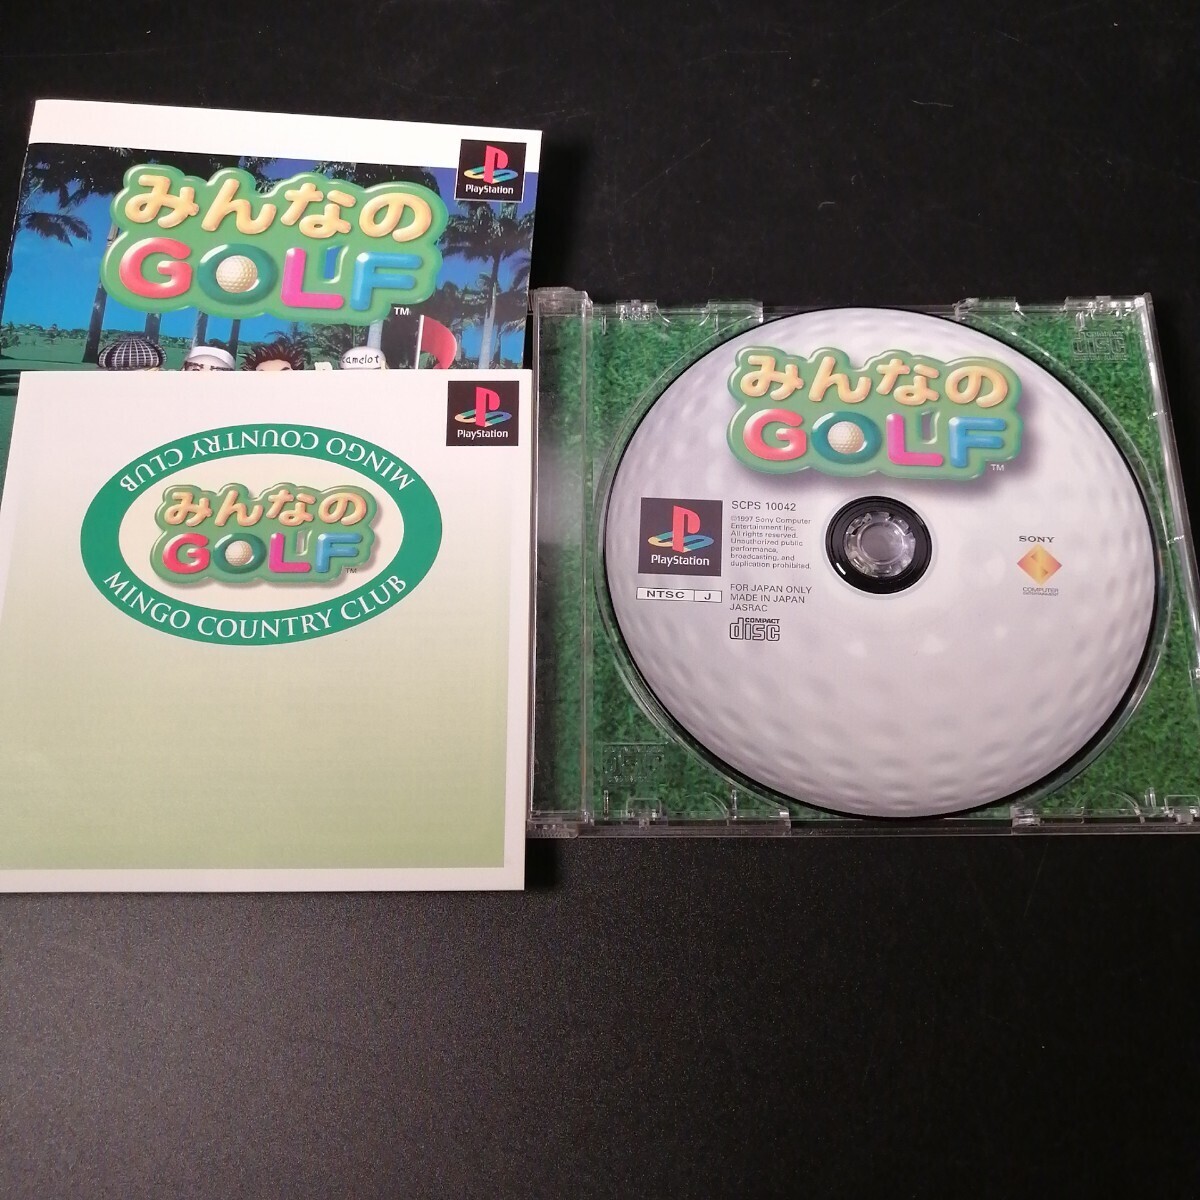 PlayStation
みんなの
GOLF
TM
camelot
PlayStation
MINGO COUNTRY CLUB
みんなの
GOLF
TM
MINGO COUNTRY CLUB
みんなの
GOLF
TM
PlayStation
NTSC J
SCPS 10042
©1997 Sony Computer
Entertainment Inc.
All rights reserved.
Unauthorized public
performance,
broadcasting, and
duplication prohibited.
FOR JAPAN ONLY
MADE IN JAPAN
JASRAC
COMPACT
disc
SONY
COMPUTER
ENTERTAINMENT
disc